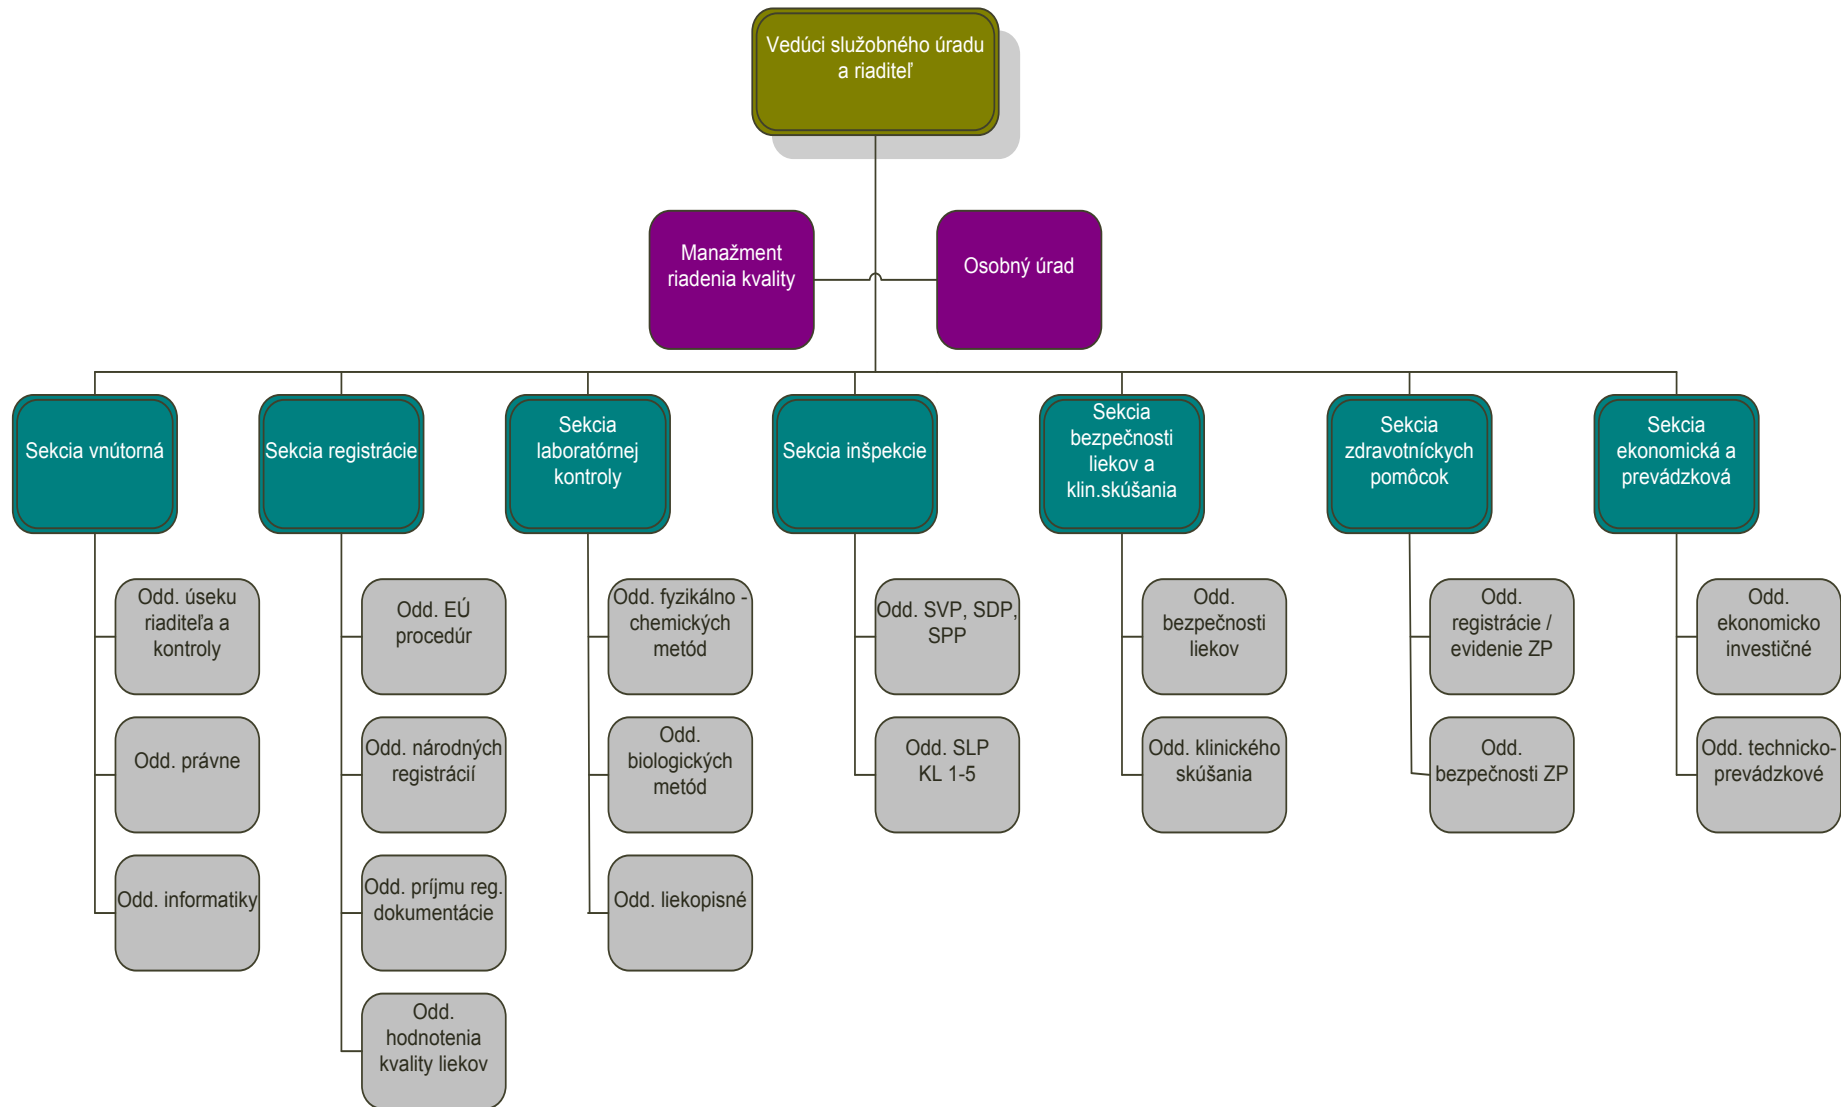 Vedúci služobného úradu
a riaditeľ
Manažment
riadenia kvality
Osobný úrad
Sekcia vnútorná
Sekcia registrácie
Sekcia
laboratórnej
kontroly
Sekcia inšpekcie
Sekcia
bezpečnosti
liekov a
klin.skúšania
Sekcia
zdravotníckych
pomôcok
Sekcia
ekonomická a
prevádzková
Odd. úseku
riaditeľa a
kontroly
Odd. EÚ
procedúr
Odd. fyzikálno -
chemických
metód
Odd. SVP, SDP,
SPP
Odd.
bezpečnosti
liekov
Odd.
registrácie /
evidenie ZP
Odd.
ekonomicko
investičné
Odd. právne
Odd. národných
registrácií
Odd.
biologických
metód
Odd. SLP
KL 1-5
Odd. klinického
skúšania
Odd.
bezpečnosti ZP
Odd. technicko-
prevádzkové
Odd. informatiky
Odd. príjmu reg.
dokumentácie
Odd. liekopisné
Odd.
hodnotenia
kvality liekov